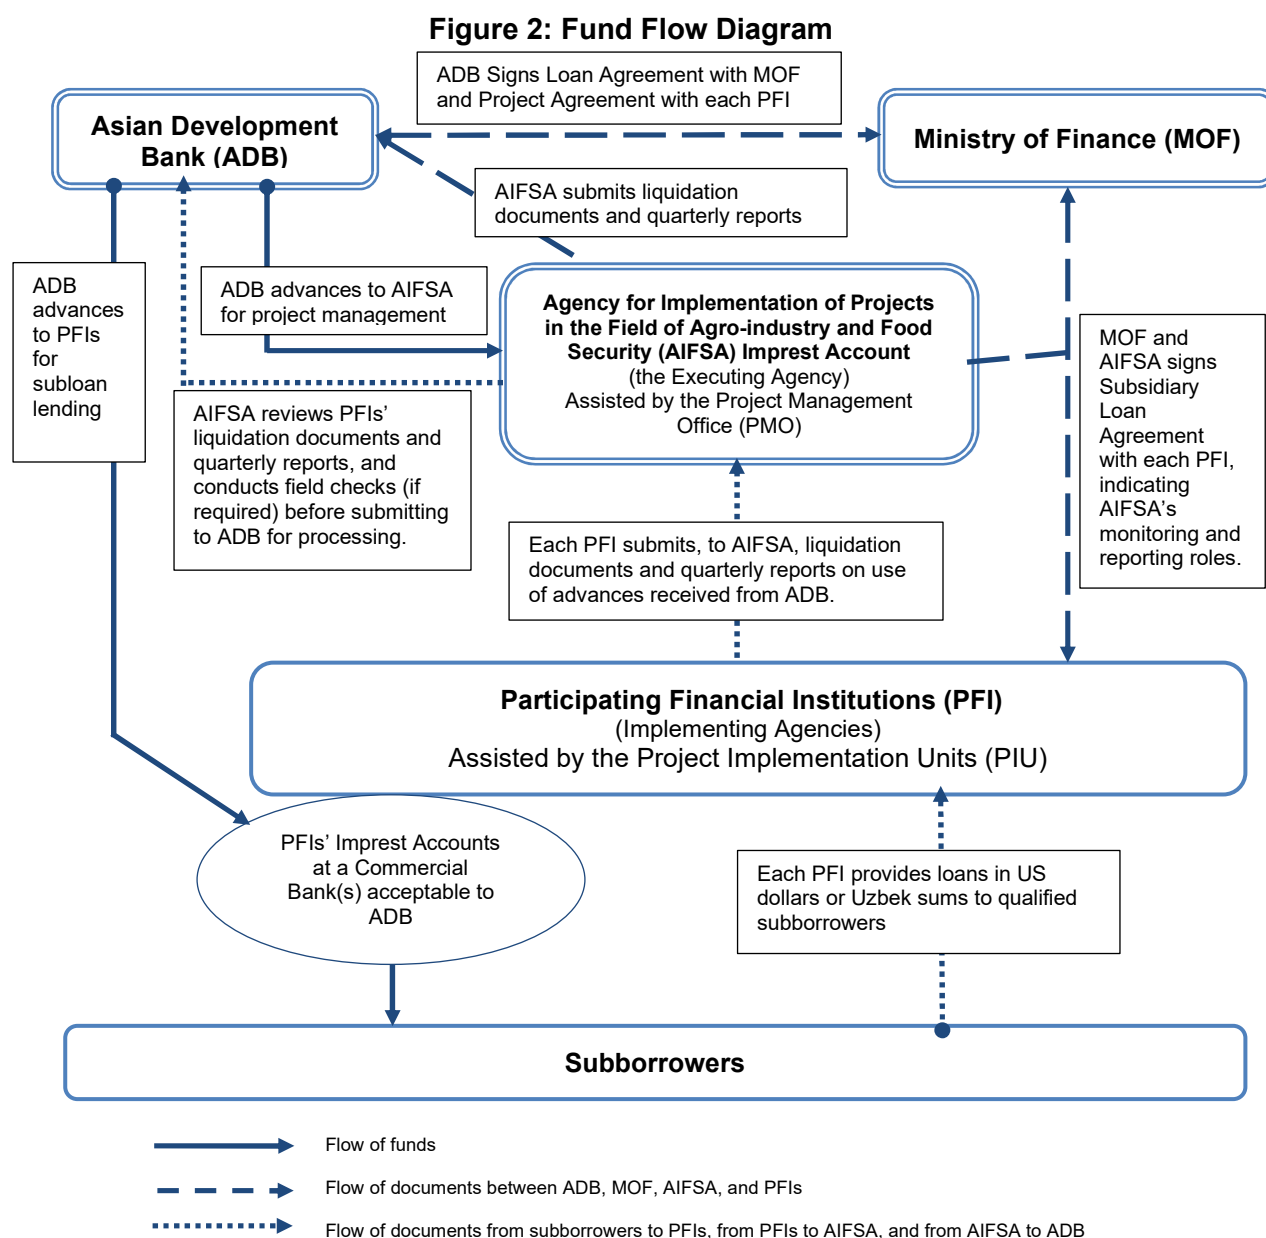 Figure 2: Fund Flow Diagram
ADB Signs Loan Agreement with MOF
and Project Agreement with each PFI
Asian Development
Bank (ADB)
Ministry of Finance (MOF)
AIFSA submits liquidation
documents and quarterly reports
ADB
advances
to PFIs
for
subloan
lending
ADB advances to AIFSA
for project management
Agency for Implementation of Projects
in the Field of Agro-industry and Food
Security (AIFSA) Imprest Account
(the Executing Agency)
Assisted by the Project Management
Office (PMO)
MOF and
AIFSA signs
Subsidiary
Loan
Agreement
with each PFI,
indicating
AIFSA's
monitoring and
reporting roles.
AIFSA reviews PFIs'
liquidation documents and
quarterly reports, and
conducts field checks (if
required) before submitting
to ADB for processing.
Each PFI submits, to AIFSA, liquidation
documents and quarterly reports on use
of advances received from ADB.
Participating Financial Institutions (PFI)
(Implementing Agencies)
Assisted by the Project Implementation Units (PIU)
PFIs' Imprest Accounts
at a Commercial
Bank(s) acceptable to
ADB
Each PFI provides loans in US
dollars or Uzbek sums to qualified
subborrowers
Subborrowers
Flow of funds
Flow of documents between ADB, MOF, AIFSA, and PFIs
Flow of documents from subborrowers to PFIs, from PFIs to AIFSA, and from AIFSA to ADB